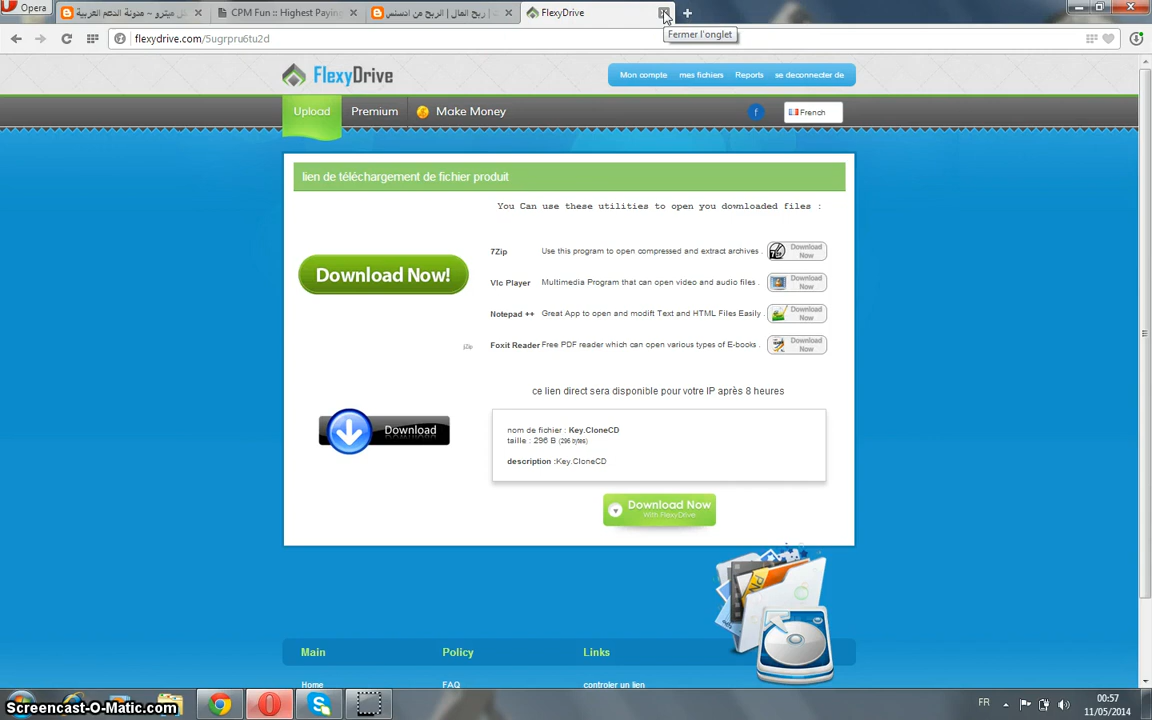 Opera
ـل ميترو ~ مدونة الدعم العربية
CPM Fun :: Highest Payin
ربح المال | الربح من ادسنس | ت
FlexyDrive
Fermer l'onglet
flexydrive.com/5ugrpru6tu2d
FlexyDrive
Mon compte mes fichiers Reports se deconnecter de
Upload Premium Make Money
French
lien de téléchargement de fichier produit
You Can use these utilities to open you downloaded files :
Download Now!
7Zip Use this program to open compressed and extract archives . Download Now
Vlc Player Multimedia Program that can open video and audio files . Download Now
Notepad ++ Great App to open and modift Text and HTML Files Easily . Download Now
Foxit Reader Free PDF reader which can open various types of E-books . Download Now
ce lien direct sera disponible pour votre IP après 8 heures
Download
nom de fichier : Key.CloneCD
taille : 296 B (296 bytes)
description :Key.CloneCD
Download Now
With FlexyDrive
Main Policy Links
Home FAQ controler un lien
Screencast-O-Matic.com
FR
00:57
11/05/2014